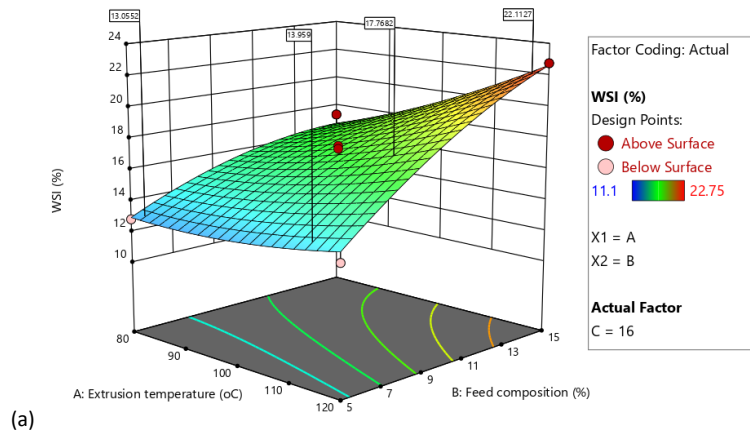 13.0552
13.959
17.7682
22.1127
24
22
20
18
16
14
12
10
WSI (%)
80
90
100
110
120
A: Extrusion temperature (oC)
5
7
9
11
13
15
B: Feed composition (%)
Factor Coding: Actual
WSI (%)
Design Points:
Above Surface
Below Surface
11.1 22.75
X1 = A
X2 = B
Actual Factor
C = 16
(a)